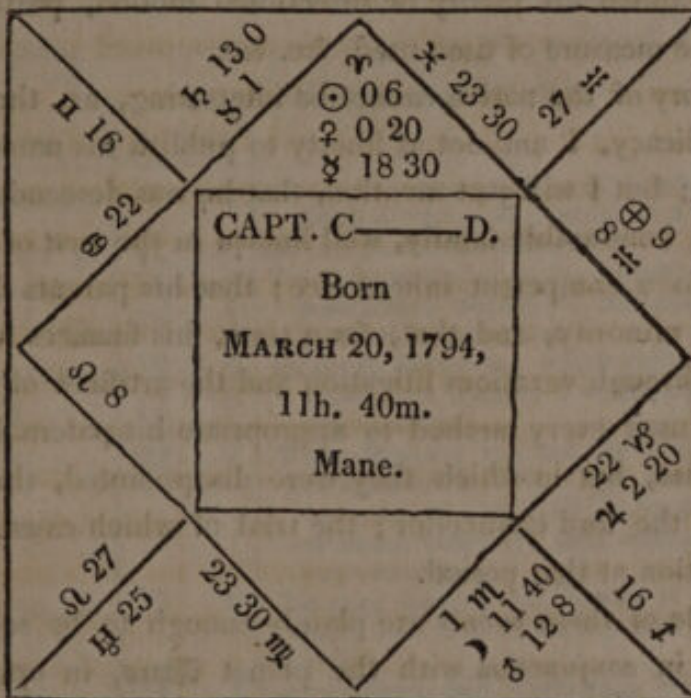 ♊ 16
♄ 13 0
♉ 1
♈
☉ 0 6
♀ 0 20
☿ 18 30
♓ 23 30
27 ♒
♋ 22
⊕ 9
8 ♒
CAPT. C———D.
Born
MARCH 20, 1794,
11h. 40m.
Mane.
♌ 8
22 ♑
♃ 2 20
♌ 27
♅ 25
23 30 ♍
1 ♏
☽ 11 40
♂ 12 8
16 ♐